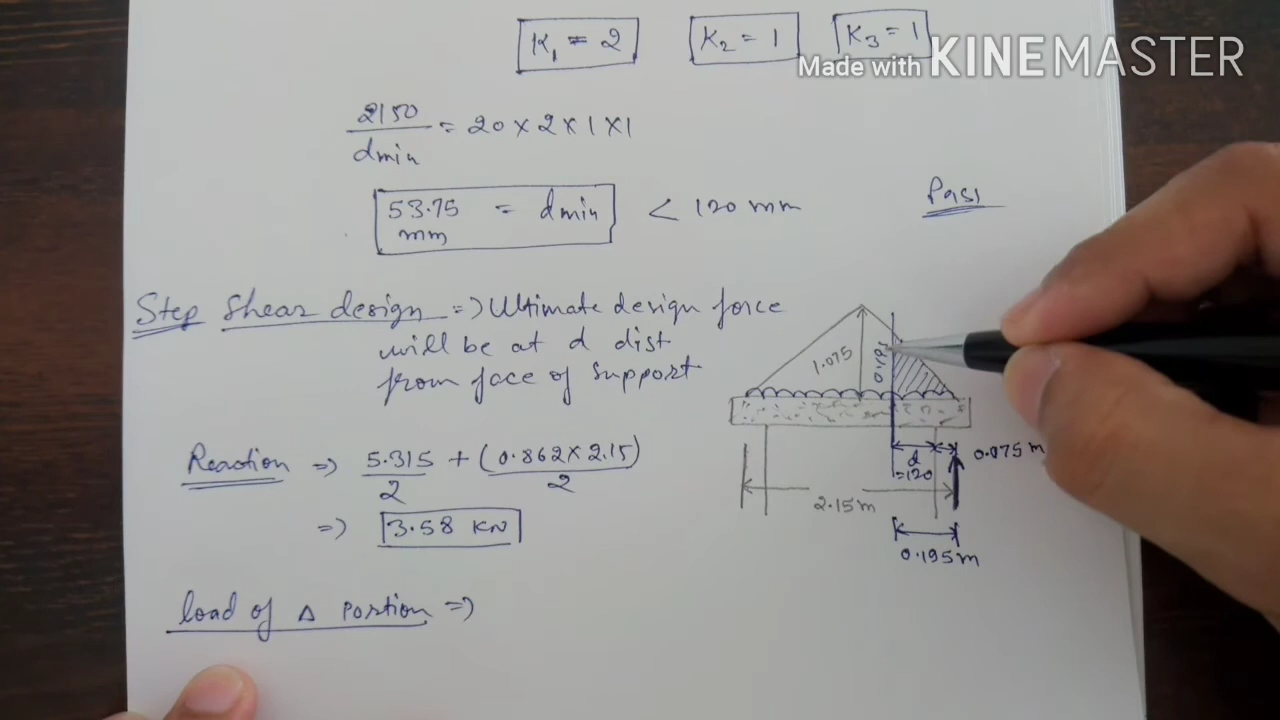 K₁ = 2 K₂ = 1 K₃ = 1
Made with KINEMASTER
2150/dmin = 20 × 2 × 1 × 1
53.75 mm = dmin < 120 mm Pass
Step Shear design => Ultimate design force
will be at d dist
from face of support
1.075 0.195
Reaction => 5.315/2 + (0.862 × 2.15)/2
=> 3.58 KN
d =120 0.075 m
2.15 m
0.195 m
load of Δ portion =>